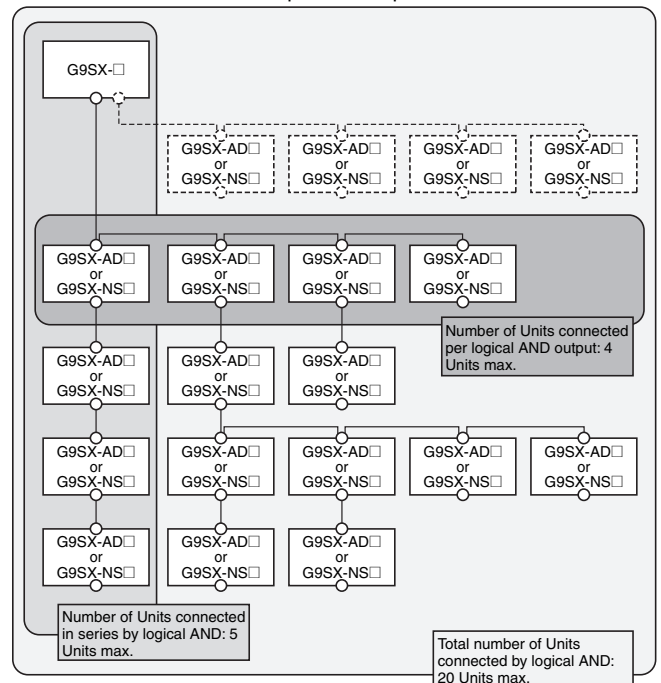 G9SX-□
G9SX-AD□
or
G9SX-NS□
G9SX-AD□
or
G9SX-NS□
G9SX-AD□
or
G9SX-NS□
G9SX-AD□
or
G9SX-NS□
G9SX-AD□
or
G9SX-NS□
G9SX-AD□
or
G9SX-NS□
G9SX-AD□
or
G9SX-NS□
G9SX-AD□
or
G9SX-NS□
Number of Units connected
per logical AND output: 4
Units max.
G9SX-AD□
or
G9SX-NS□
G9SX-AD□
or
G9SX-NS□
G9SX-AD□
or
G9SX-NS□
G9SX-AD□
or
G9SX-NS□
G9SX-AD□
or
G9SX-NS□
G9SX-AD□
or
G9SX-NS□
G9SX-AD□
or
G9SX-NS□
G9SX-AD□
or
G9SX-NS□
G9SX-AD□
or
G9SX-NS□
G9SX-AD□
or
G9SX-NS□
G9SX-AD□
or
G9SX-NS□
Number of Units connected
in series by logical AND: 5
Units max.
Total number of Units
connected by logical AND:
20 Units max.